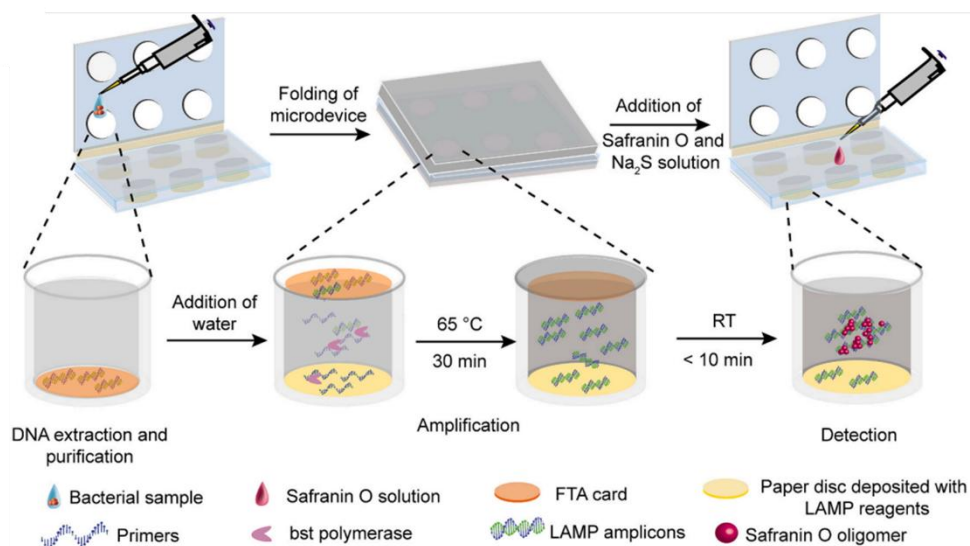 Folding of
microdevice
Addition of
Safranin O and
Na₂S solution
Addition of
water
65 °C
30 min
RT
< 10 min
DNA extraction and
purification
Amplification
Detection
Bacterial sample
Safranin O solution
FTA card
Paper disc deposited with
LAMP reagents
Primers
bst polymerase
LAMP amplicons
Safranin O oligomer